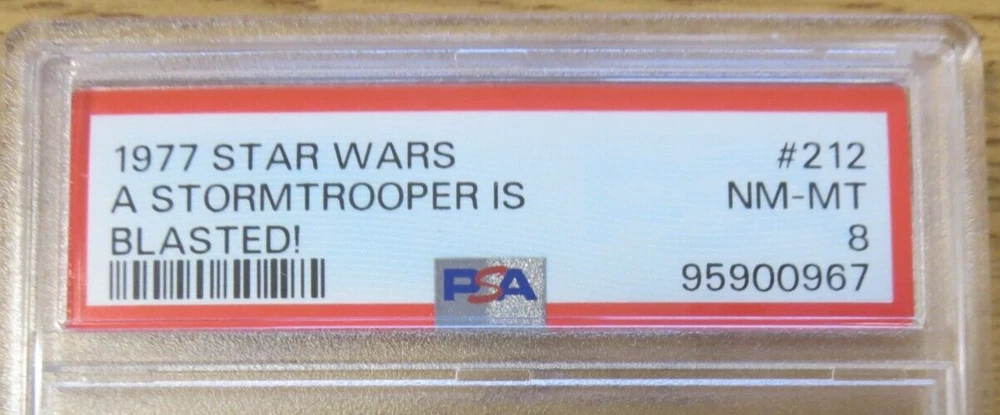 1977 STAR WARS #212
A STORMTROOPER IS NM-MT
BLASTED! 8
PSA 95900967